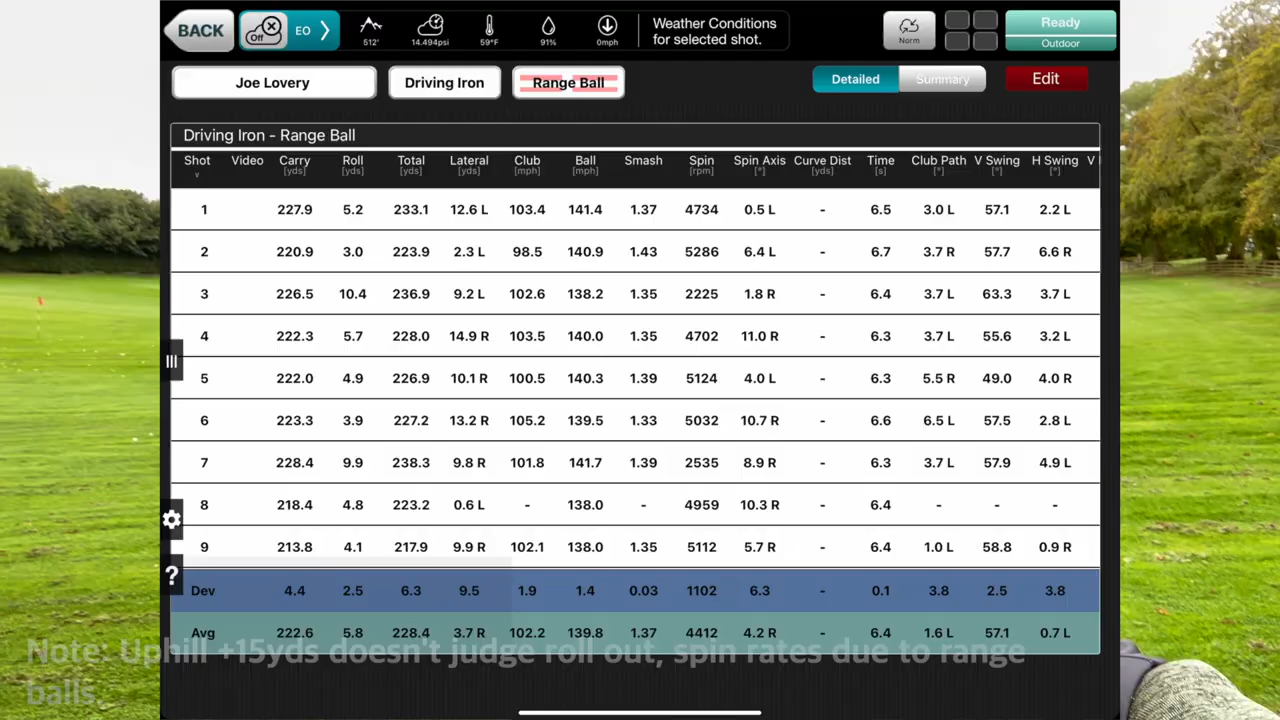 BACK
Off
EO
512'
14.494psi
59°F
91%
0mph
Weather Conditions
for selected shot.
Norm
Ready
Outdoor
Joe Lovery
Driving Iron
Range Ball
Detailed
Summary
Edit
Driving Iron - Range Ball
Shot Video Carry Roll Total Lateral Club Ball Smash Spin Spin Axis Curve Dist Time Club Path V Swing H Swing V
[yds] [yds] [yds] [yds] [mph] [mph] [rpm] [°] [yds] [s] [°] [°] [°]
1 227.9 5.2 233.1 12.6 L 103.4 141.4 1.37 4734 0.5 L - 6.5 3.0 L 57.1 2.2 L
2 220.9 3.0 223.9 2.3 L 98.5 140.9 1.43 5286 6.4 L - 6.7 3.7 R 57.7 6.6 R
3 226.5 10.4 236.9 9.2 L 102.6 138.2 1.35 2225 1.8 R - 6.4 3.7 L 63.3 3.7 L
4 222.3 5.7 228.0 14.9 R 103.5 140.0 1.35 4702 11.0 R - 6.3 3.7 L 55.6 3.2 L
5 222.0 4.9 226.9 10.1 R 100.5 140.3 1.39 5124 4.0 L - 6.3 5.5 R 49.0 4.0 R
6 223.3 3.9 227.2 13.2 R 105.2 139.5 1.33 5032 10.7 R - 6.6 6.5 L 57.5 2.8 L
7 228.4 9.9 238.3 9.8 R 101.8 141.7 1.39 2535 8.9 R - 6.3 3.7 L 57.9 4.9 L
8 218.4 4.8 223.2 0.6 L - 138.0 - 4959 10.3 R - 6.4 - - -
9 213.8 4.1 217.9 9.9 R 102.1 138.0 1.35 5112 5.7 R - 6.4 1.0 L 58.8 0.9 R
?
Dev 4.4 2.5 6.3 9.5 1.9 1.4 0.03 1102 6.3 - 0.1 3.8 2.5 3.8
Avg 222.6 5.8 228.4 3.7 R 102.2 139.8 1.37 4412 4.2 R - 6.4 1.6 L 57.1 0.7 L
Note: Uphill +15yds doesn't judge roll out, spin rates due to range
balls.